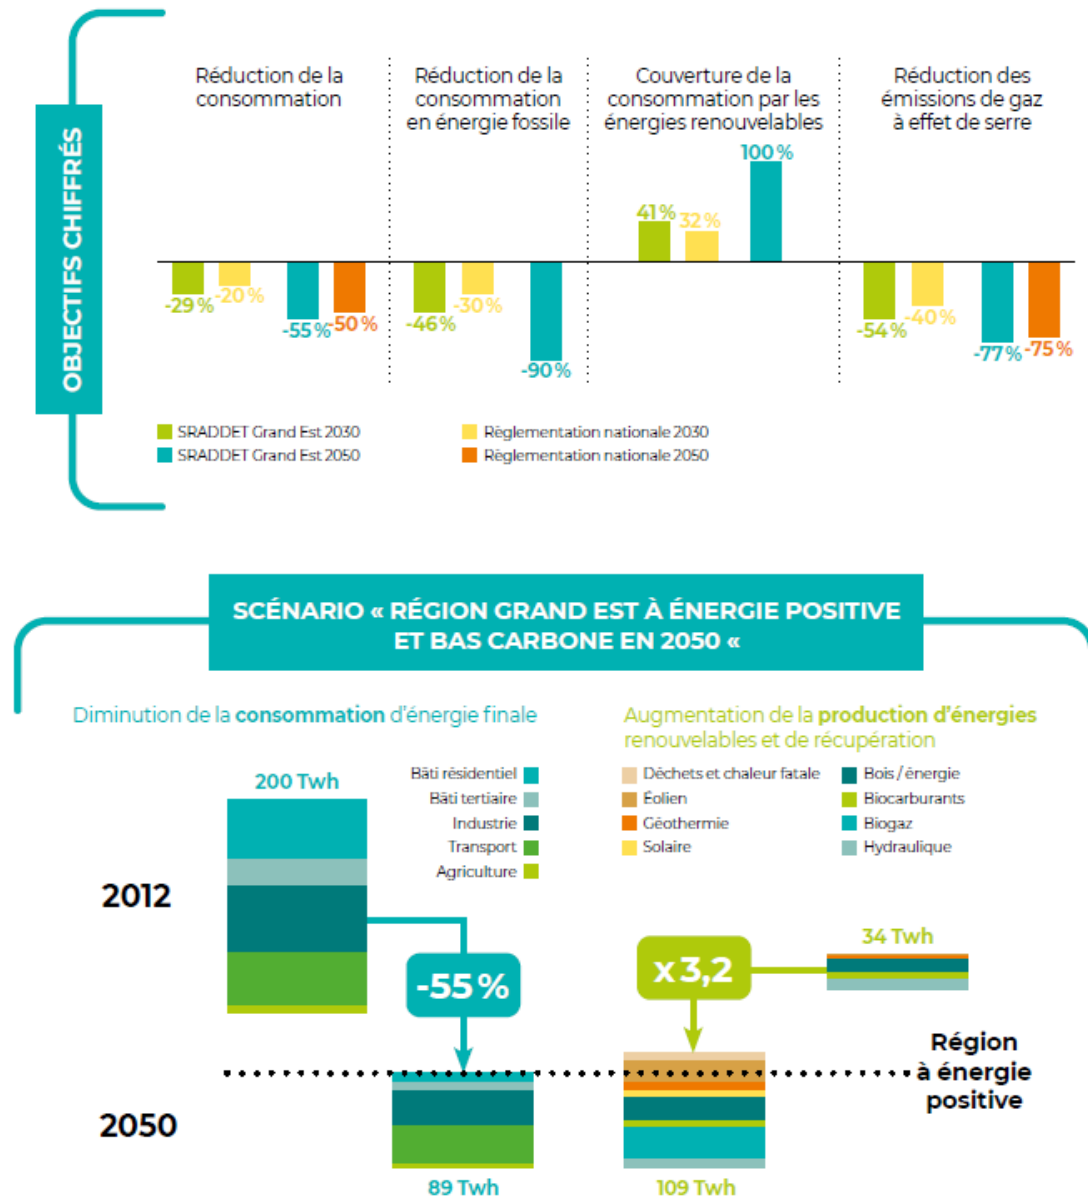 OBJECTIFS CHIFFRÉS
Réduction de la
consommation
Réduction de la
consommation
en énergie fossile
Couverture de la
consommation par les
énergies renouvelables
Réduction des
émissions de gaz
à effet de serre
-29 %
-20 %
-55 %
-50 %
-46 %
-30 %
-90 %
41 %
32 %
100 %
-54 %
-40 %
-77 %
-75 %
SRADDET Grand Est 2030
SRADDET Grand Est 2050
Règlementation nationale 2030
Règlementation nationale 2050
SCÉNARIO « RÉGION GRAND EST À ÉNERGIE POSITIVE
ET BAS CARBONE EN 2050 «
Diminution de la consommation d'énergie finale
Augmentation de la production d'énergies
renouvelables et de récupération
200 Twh
Bâti résidentiel
Bâti tertiaire
Industrie
Transport
Agriculture
Déchets et chaleur fatale
Éolien
Géothermie
Solaire
Bois / énergie
Biocarburants
Biogaz
Hydraulique
2012
-55 %
x 3,2
34 Twh
Région
à énergie
positive
2050
89 Twh
109 Twh